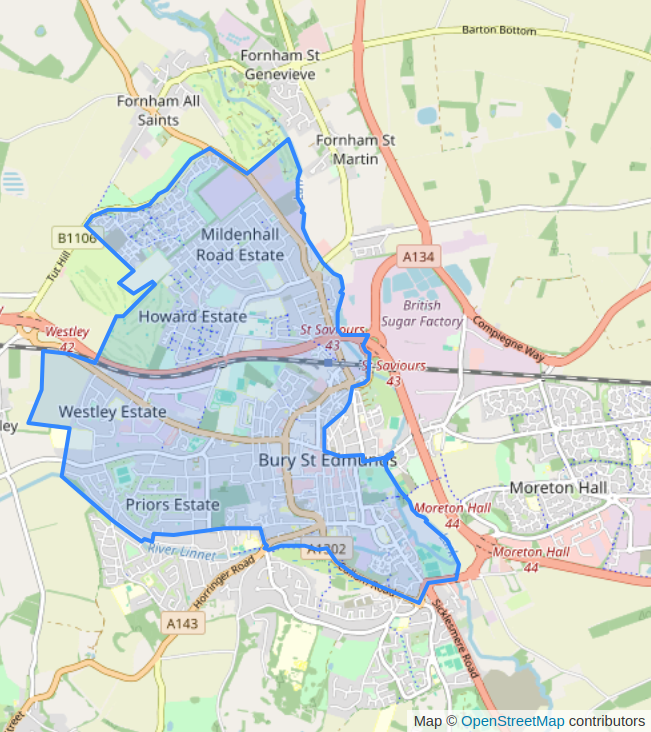 Barton Bottom
Fornham St
Genevieve
Fornham All
Saints
Fornham St
Martin
B1106
Mildenhall
Road Estate
Tut Hill
A134
British
Sugar Factory
Howard Estate
Compiegne Way
Westley
42
St Saviours
43
St Saviours
43
Westley Estate
Bury St Edmunds
Moreton Hall
Priors Estate
Moreton Hall
44
River Linnet
A1302
Moreton Hall
44
Horringer Road
Cullum Road
A143
Sicklesmere Road
Street
Map © OpenStreetMap contributors